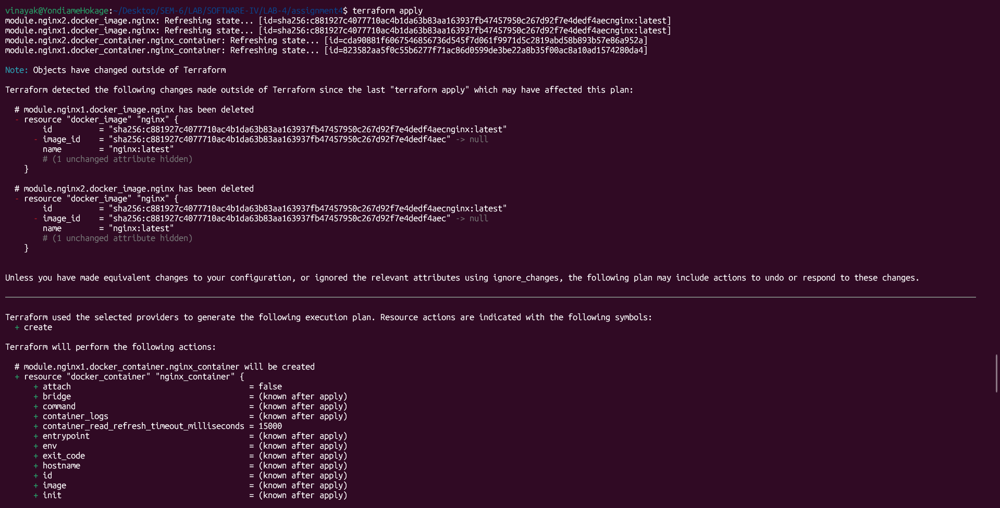 vinayak@YondiameHokage:~/Desktop/SEM-6/LAB/SOFTWARE-IV/LAB-4/assignment4$ terraform apply
module.nginx2.docker_image.nginx: Refreshing state... [id=sha256:c881927c4077710ac4b1da63b83aa163937fb47457950c267d92f7e4dedf4aecnginx:latest]
module.nginx1.docker_image.nginx: Refreshing state... [id=sha256:c881927c4077710ac4b1da63b83aa163937fb47457950c267d92f7e4dedf4aecnginx:latest]
module.nginx2.docker_container.nginx_container: Refreshing state... [id=cda90881f6067546856736d545f7d061f9971d5c2819abd58b893b57e86a952a]
module.nginx1.docker_container.nginx_container: Refreshing state... [id=823582aa5f0c55b6277f71ac86d0599de3be22a8b35f00ac8a10ad1574280da4]

Note: Objects have changed outside of Terraform

Terraform detected the following changes made outside of Terraform since the last "terraform apply" which may have affected this plan:

  # module.nginx1.docker_image.nginx has been deleted
  - resource "docker_image" "nginx" {
        id          = "sha256:c881927c4077710ac4b1da63b83aa163937fb47457950c267d92f7e4dedf4aecnginx:latest"
      - image_id    = "sha256:c881927c4077710ac4b1da63b83aa163937fb47457950c267d92f7e4dedf4aec" -> null
        name        = "nginx:latest"
        # (1 unchanged attribute hidden)
    }

  # module.nginx2.docker_image.nginx has been deleted
  - resource "docker_image" "nginx" {
        id          = "sha256:c881927c4077710ac4b1da63b83aa163937fb47457950c267d92f7e4dedf4aecnginx:latest"
      - image_id    = "sha256:c881927c4077710ac4b1da63b83aa163937fb47457950c267d92f7e4dedf4aec" -> null
        name        = "nginx:latest"
        # (1 unchanged attribute hidden)
    }

Unless you have made equivalent changes to your configuration, or ignored the relevant attributes using ignore_changes, the following plan may include actions to undo or respond to these changes.

Terraform used the selected providers to generate the following execution plan. Resource actions are indicated with the following symbols:
  + create

Terraform will perform the following actions:

  # module.nginx1.docker_container.nginx_container will be created
  + resource "docker_container" "nginx_container" {
      + attach                                      = false
      + bridge                                      = (known after apply)
      + command                                     = (known after apply)
      + container_logs                              = (known after apply)
      + container_read_refresh_timeout_milliseconds = 15000
      + entrypoint                                  = (known after apply)
      + env                                         = (known after apply)
      + exit_code                                   = (known after apply)
      + hostname                                    = (known after apply)
      + id                                          = (known after apply)
      + image                                       = (known after apply)
      + init                                        = (known after apply)